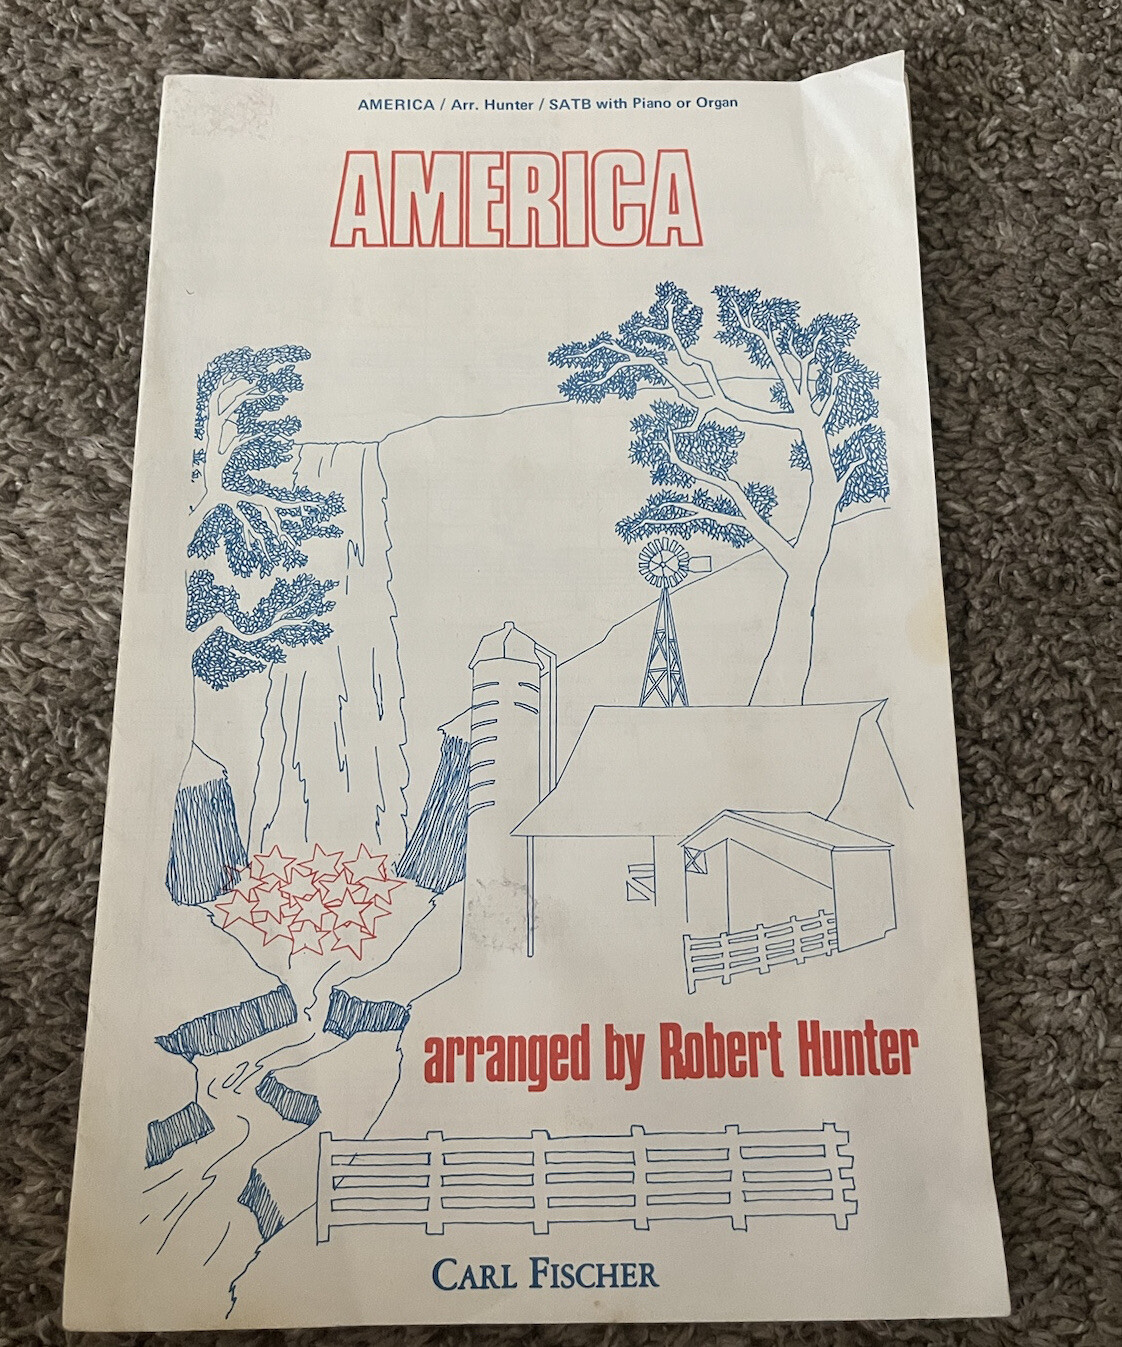 AMERICA / Arr. Hunter / SATB with Piano or Organ
AMERICA
arranged by Robert Hunter
CARL FISCHER